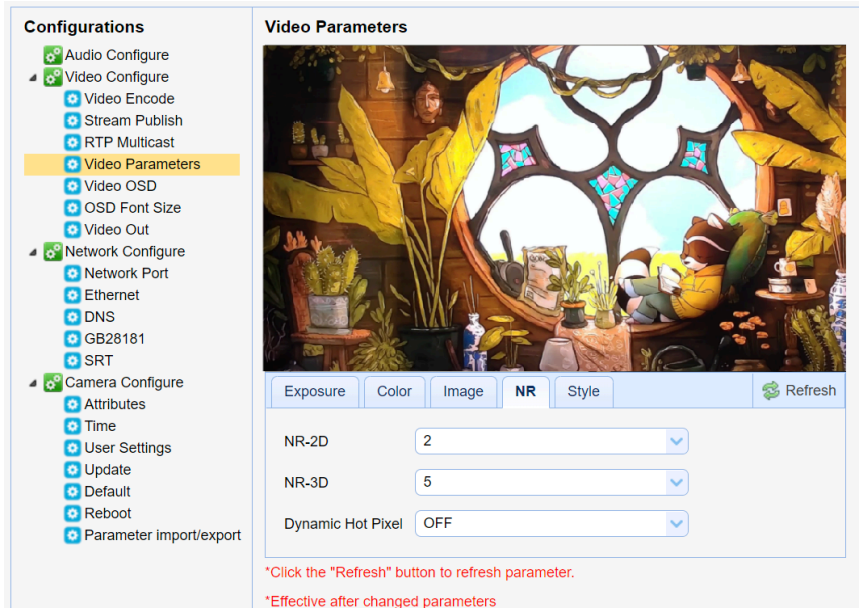 Configurations
Audio Configure
Video Configure
Video Encode
Stream Publish
RTP Multicast
Video Parameters
Video OSD
OSD Font Size
Video Out
Network Configure
Network Port
Ethernet
DNS
GB28181
SRT
Camera Configure
Attributes
Time
User Settings
Update
Default
Reboot
Parameter import/export
Video Parameters
Exposure Color Image NR Style Refresh
NR-2D 2
NR-3D 5
Dynamic Hot Pixel OFF
*Click the "Refresh" button to refresh parameter.
*Effective after changed parameters